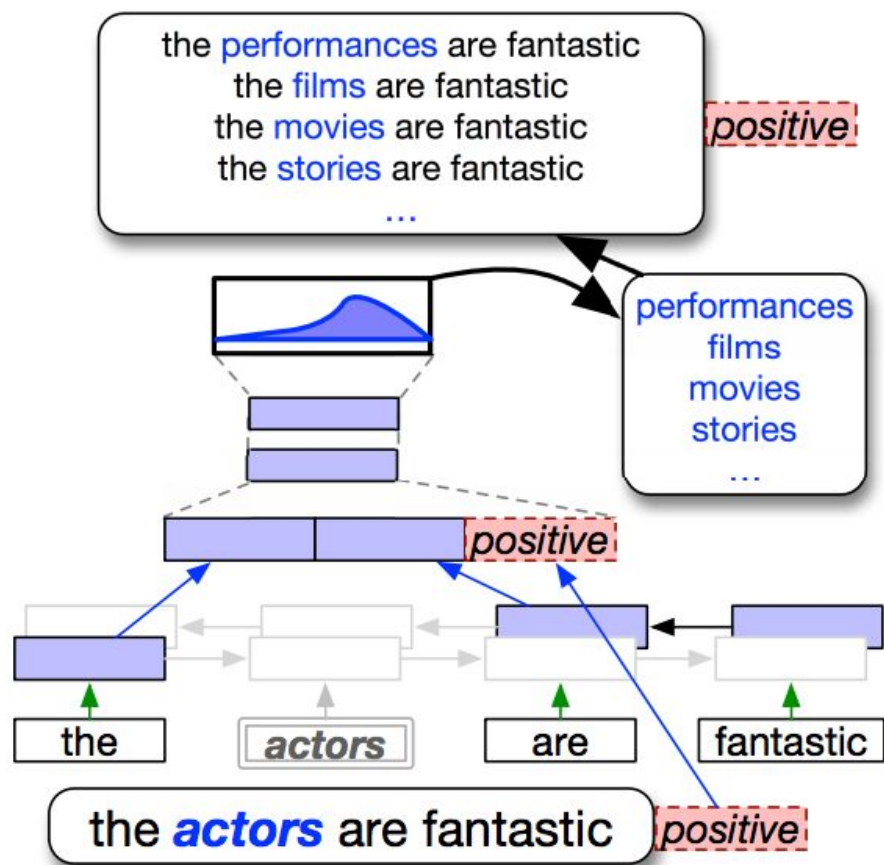 the performances are fantastic
the films are fantastic
the movies are fantastic
the stories are fantastic
...
positive
performances
films
movies
stories
...
positive
the actors are fantastic
the actors are fantastic positive